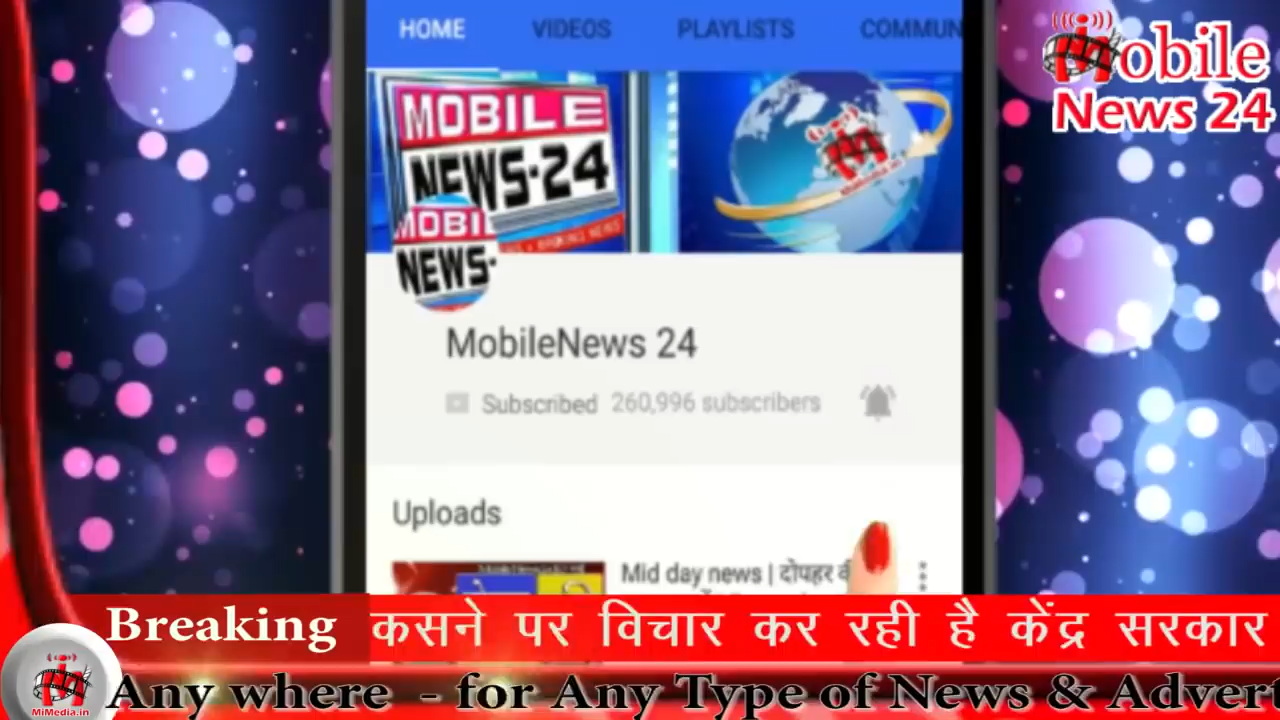 HOME VIDEOS PLAYLISTS COMMUN
Mobile
News 24
MOBILE
NEWS-24
MOBIL
NEWS-
MobileNews 24
Subscribed 260,996 subscribers
Uploads
Mid day news | दोपहर
Breaking कसने पर विचार कर रही है केंद्र सरकार
Any where - for Any Type of News & Advert
MiMedia.in